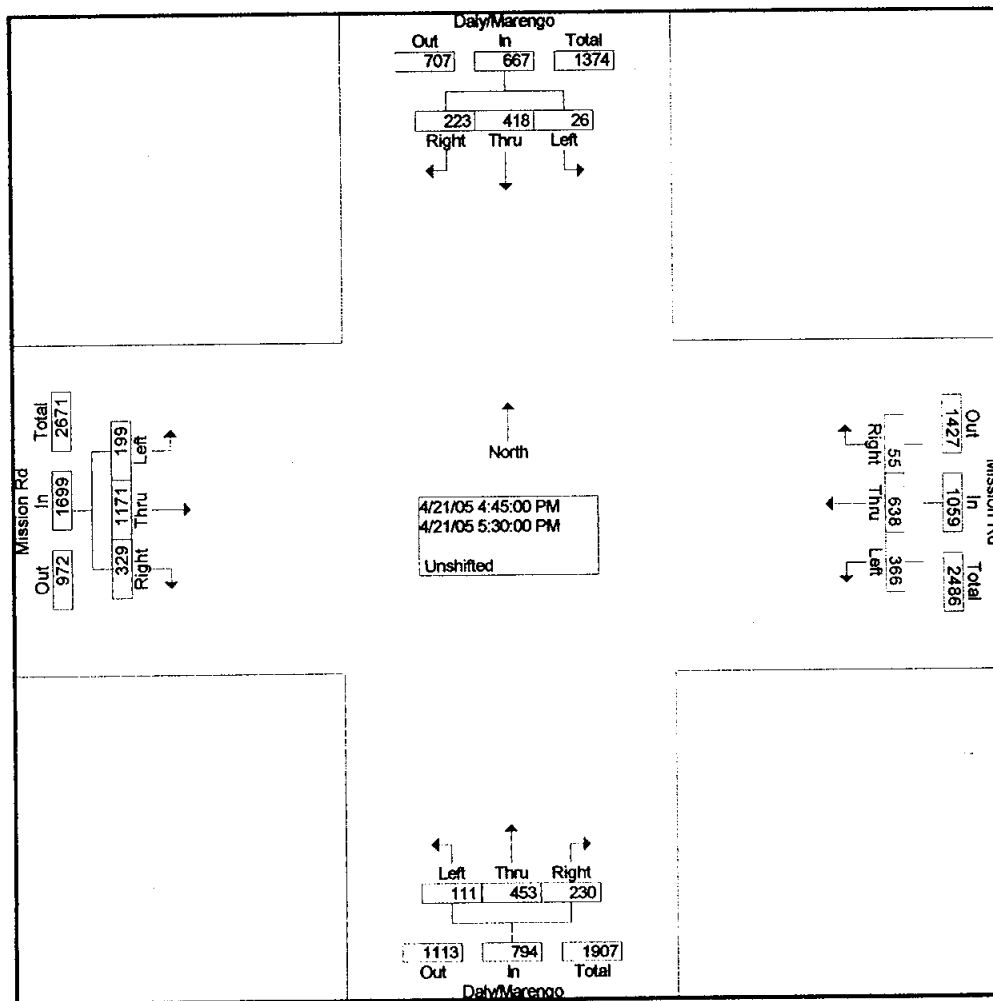 Daly/Marengo
Out In Total
707 667 1374
223 418 26
Right Thru Left
Mission Rd
Total In Out
2671 1699 972
199 1171 329
Left Thru Right
North
4/21/05 4:45:00 PM
4/21/05 5:30:00 PM
Unshifted
Right Thru Left
55 638 366
Out In Total
1427 1059 2486
Mission Rd
Left Thru Right
111 453 230
1113 794 1907
Out In Total
Daly/Marengo